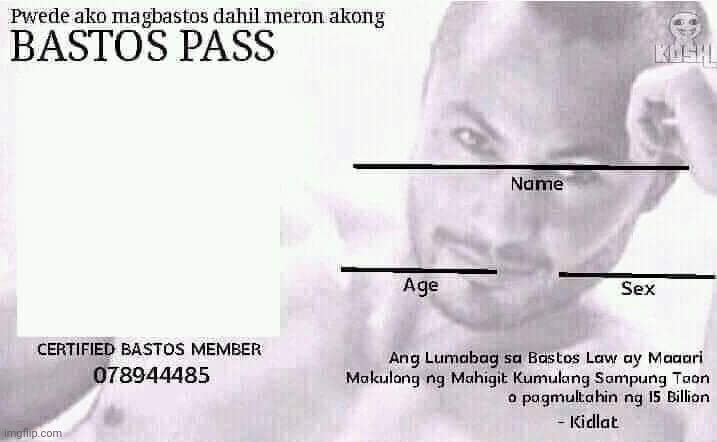 Pwede ako magbastos dahil meron akong
BASTOS PASS
KOSHL
Name
Age
Sex
CERTIFIED BASTOS MEMBER
078944485
Ang Lumabag sa Bastos Law ay Maaari
Makulong ng Mahigit Kumulang Sampung Taon
o pagmultahin ng 15 Billion
- Kidlat
imgflip.com